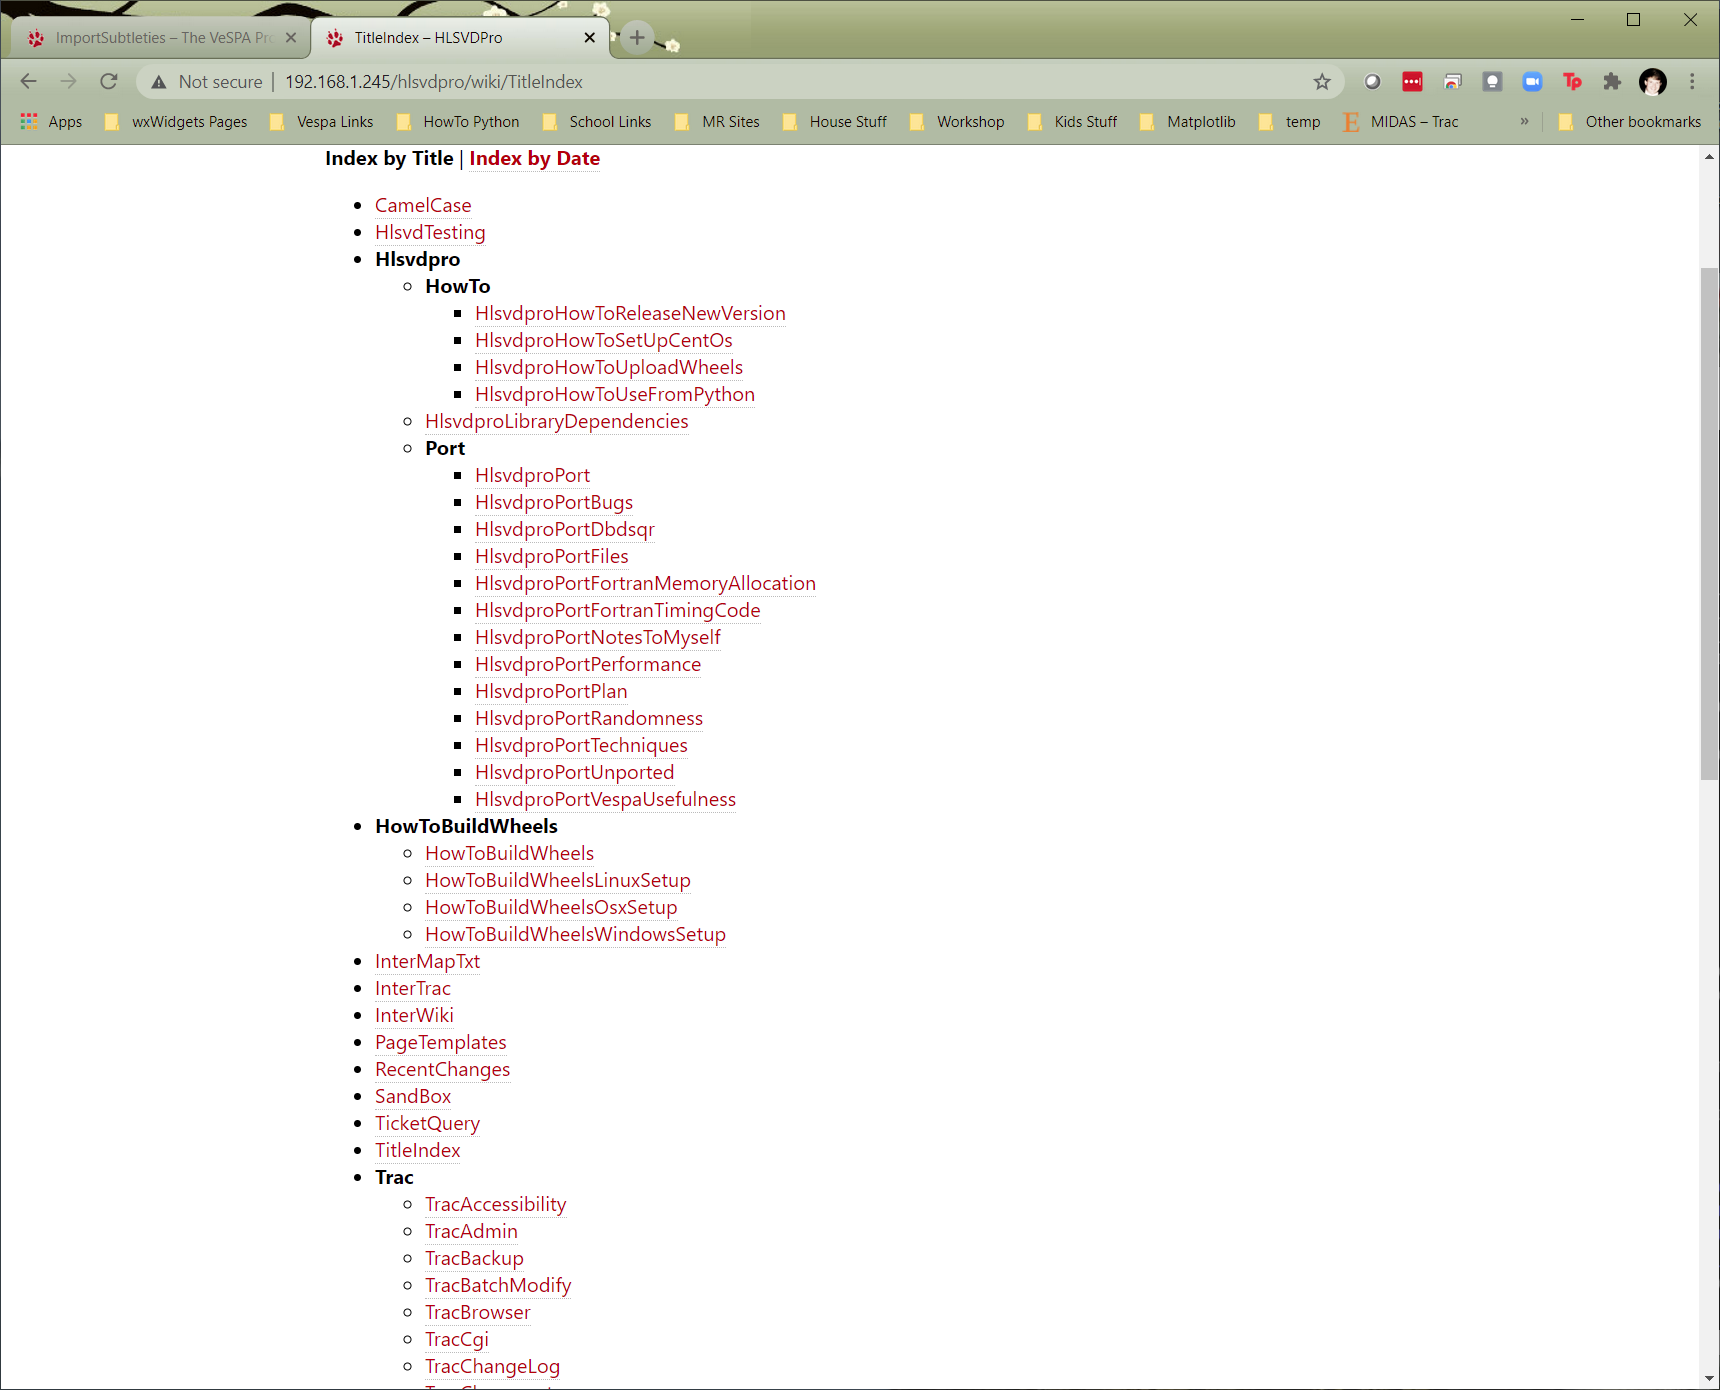 ImportSubtleties – The VeSPA Pr
TitleIndex – HLSVDPro
Not secure | 192.168.1.245/hlsvdpro/wiki/TitleIndex
Tp
Apps wxWidgets Pages Vespa Links HowTo Python School Links MR Sites House Stuff Workshop Kids Stuff Matplotlib temp E MIDAS – Trac » Other bookmarks
Index by Title | Index by Date
CamelCase
HlsvdTesting
Hlsvdpro
HowTo
HlsvdproHowToReleaseNewVersion
HlsvdproHowToSetUpCentOs
HlsvdproHowToUploadWheels
HlsvdproHowToUseFromPython
HlsvdproLibraryDependencies
Port
HlsvdproPort
HlsvdproPortBugs
HlsvdproPortDbdsqr
HlsvdproPortFiles
HlsvdproPortFortranMemoryAllocation
HlsvdproPortFortranTimingCode
HlsvdproPortNotesToMyself
HlsvdproPortPerformance
HlsvdproPortPlan
HlsvdproPortRandomness
HlsvdproPortTechniques
HlsvdproPortUnported
HlsvdproPortVespaUsefulness
HowToBuildWheels
HowToBuildWheels
HowToBuildWheelsLinuxSetup
HowToBuildWheelsOsxSetup
HowToBuildWheelsWindowsSetup
InterMapTxt
InterTrac
InterWiki
PageTemplates
RecentChanges
SandBox
TicketQuery
TitleIndex
Trac
TracAccessibility
TracAdmin
TracBackup
TracBatchModify
TracBrowser
TracCgi
TracChangeLog